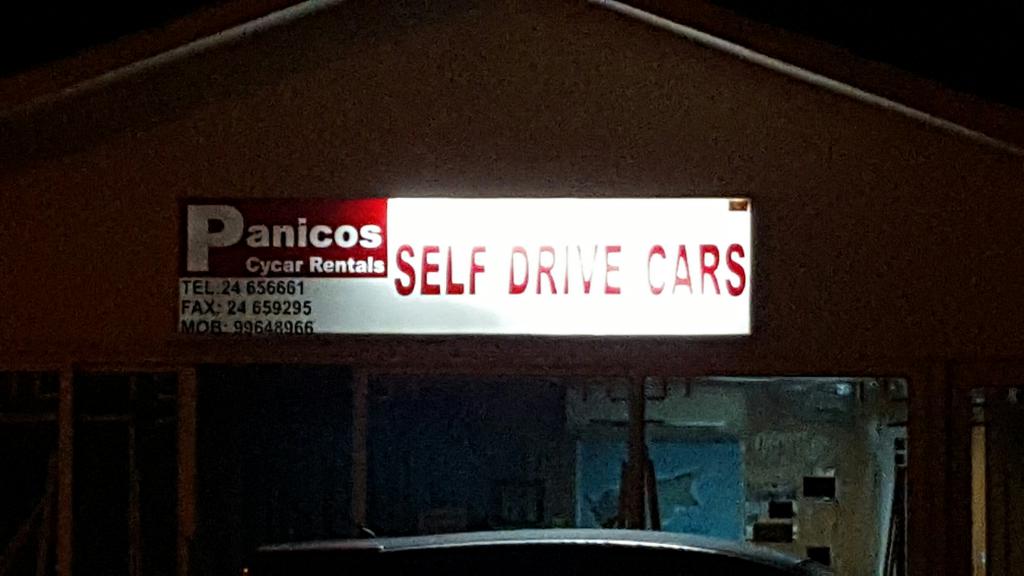 Panicos
Cycar Rentals
TEL:24 656661
FAX: 24 659295
MOB: 99648966
SELF DRIVE CARS